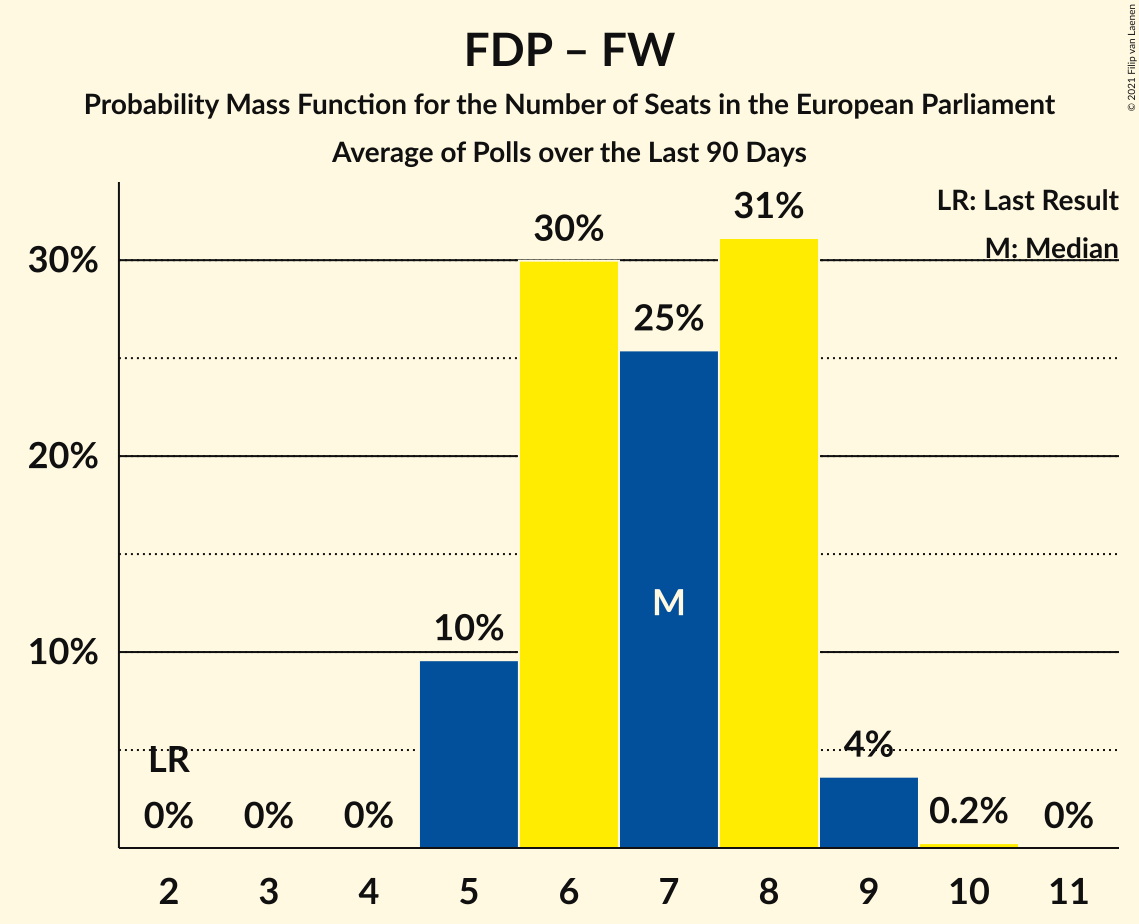 FDP – FW
Probability Mass Function for the Number of Seats in the European Parliament
Average of Polls over the Last 90 Days
© 2021 Filip van Laenen
LR: Last Result
M: Median
30%
20%
10%
LR
0%
0%
0%
10%
30%
25%
M
31%
4%
0.2%
0%
2 3 4 5 6 7 8 9 10 11